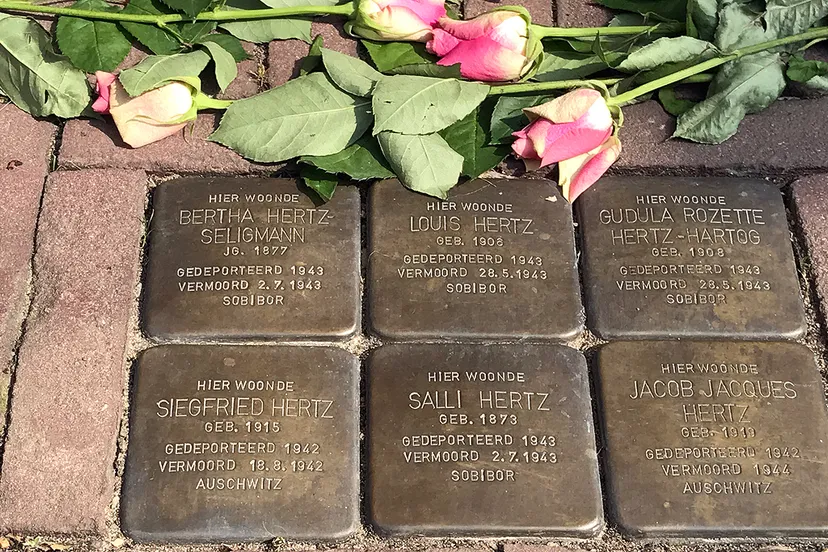 HIER WOONDE
BERTHA HERTZ-
SELIGMANN
JG. 1877
GEDEPORTEERD 1943
VERMOORD 2.7.1943
SOBIBOR
HIER WOONDE
LOUIS HERTZ
GEB. 1906
GEDEPORTEERD 1943
VERMOORD 28.5.1943
SOBIBOR
HIER WOONDE
GUDULA ROZETTE
HERTZ-HARTOG
GEB. 1908
GEDEPORTEERD 1943
VERMOORD 28.5.1943
SOBIBOR
HIER WOONDE
SIEGFRIED HERTZ
GEB. 1915
GEDEPORTEERD 1942
VERMOORD 18.8.1942
AUSCHWITZ
HIER WOONDE
SALLI HERTZ
GEB. 1873
GEDEPORTEERD 1943
VERMOORD 2.7.1943
SOBIBOR
HIER WOONDE
JACOB JACQUES
HERTZ
GEB.
GEDEPORTEERD 1942
VERMOORD 1944
AUSCHWITZ